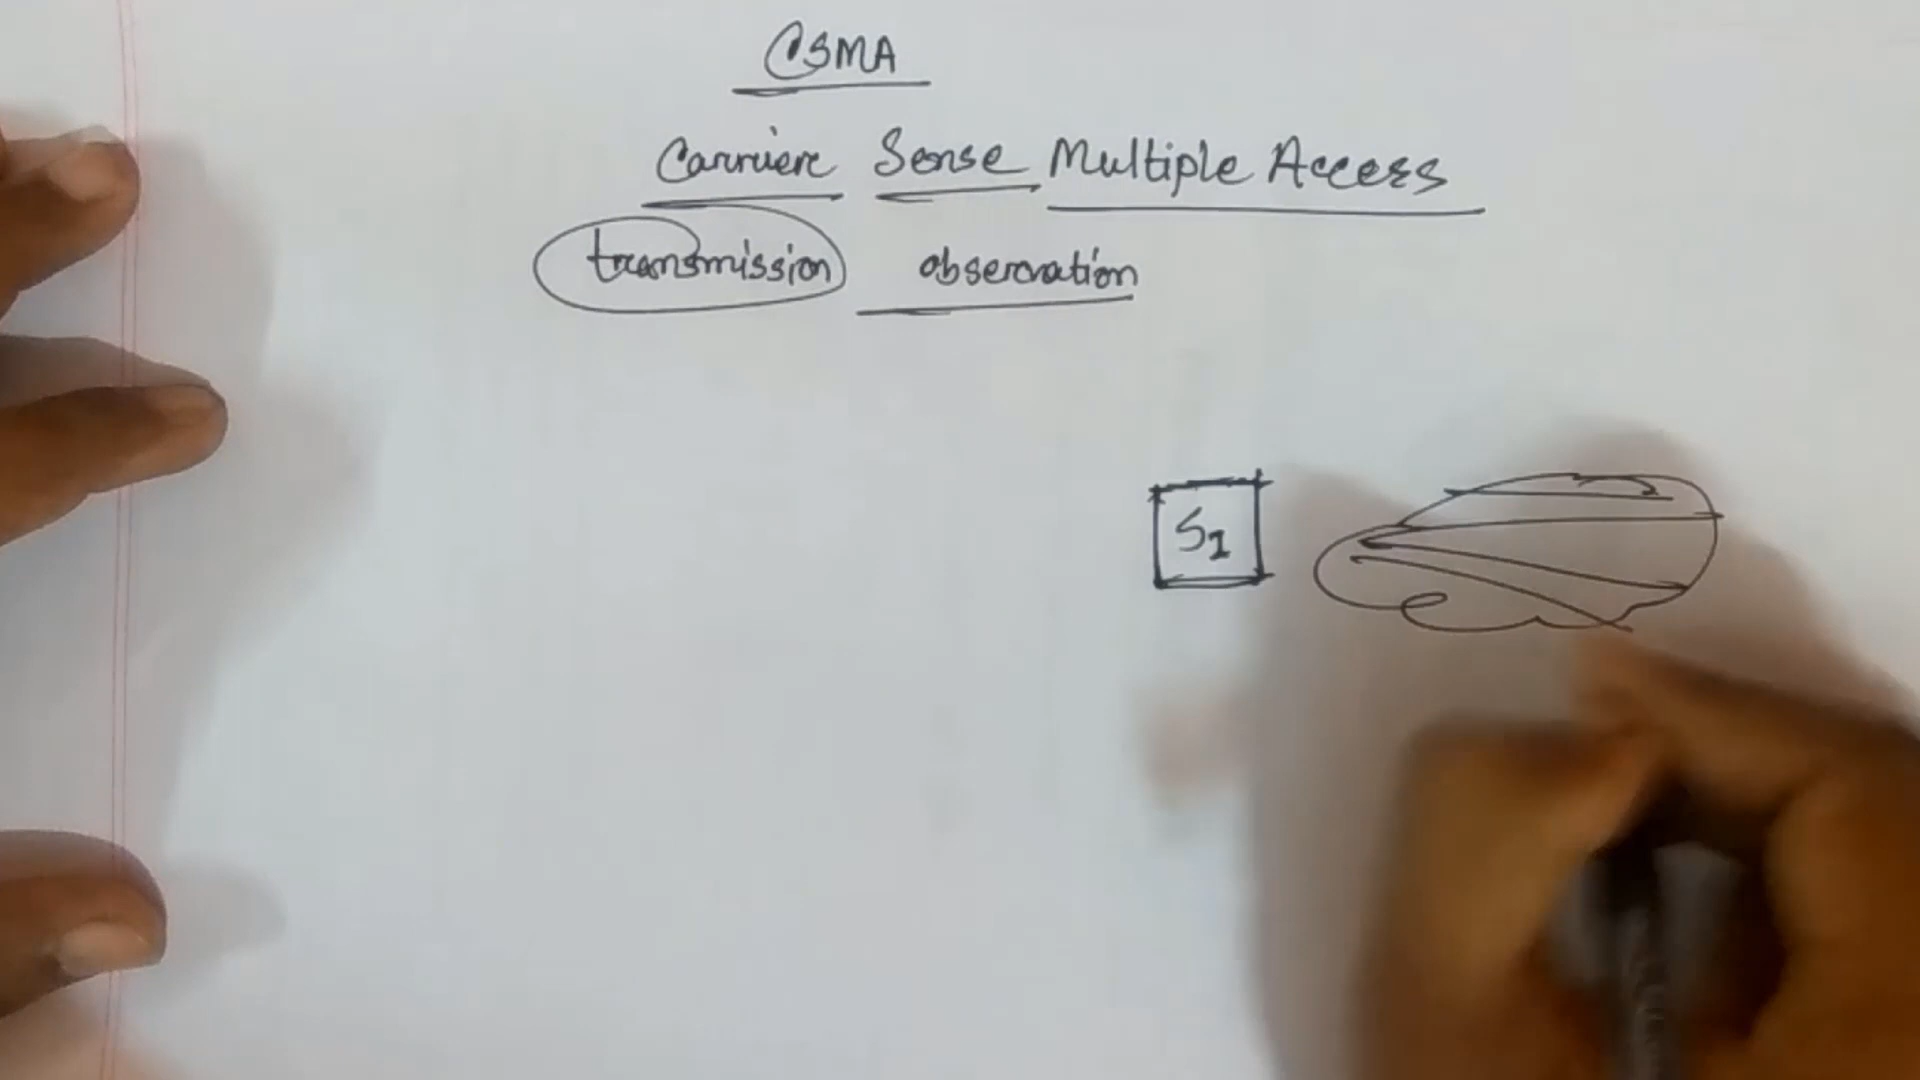 CSMA
Carrier Sense Multiple Access
transmission observation
S1